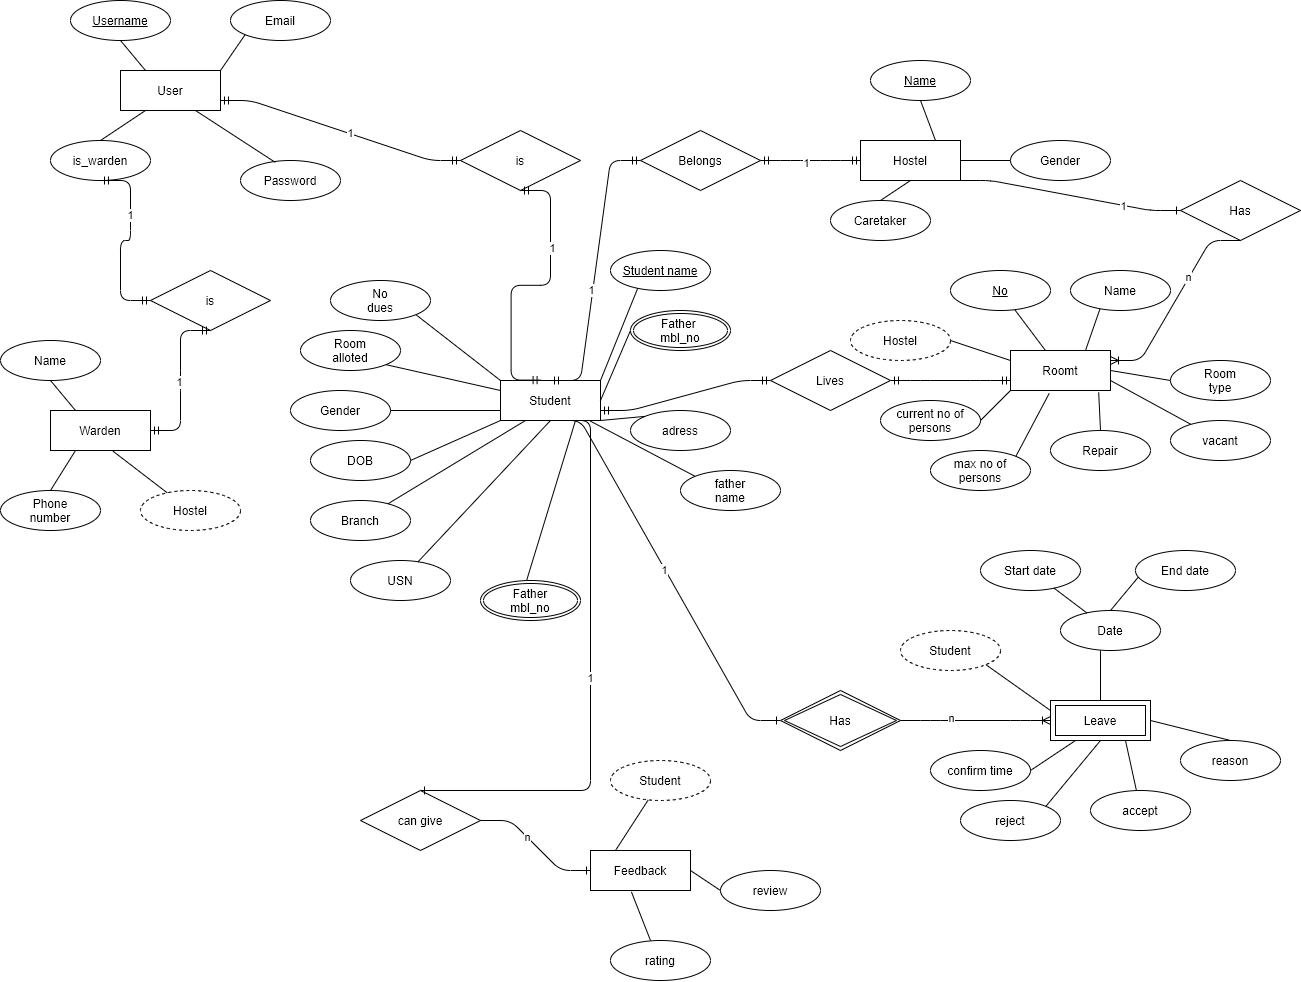 Username
Email
User
is_warden
Password
1
is
1
1
is
1
Name
Warden
Phone
number
Hostel
Belongs
1
1
Name
Hostel
Gender
Caretaker
1
Has
n
No
dues
Room
alloted
Gender
DOB
Branch
USN
Father
mbl_no
Student
Student name
Father
mbl_no
adress
father
name
Lives
No
Name
Hostel
Roomt
Room
type
vacant
current no of
persons
max no of
persons
Repair
1
Has
n
Start date
End date
Date
Student
Leave
confirm time
reject
accept
reason
1
can give
n
Student
Feedback
review
rating